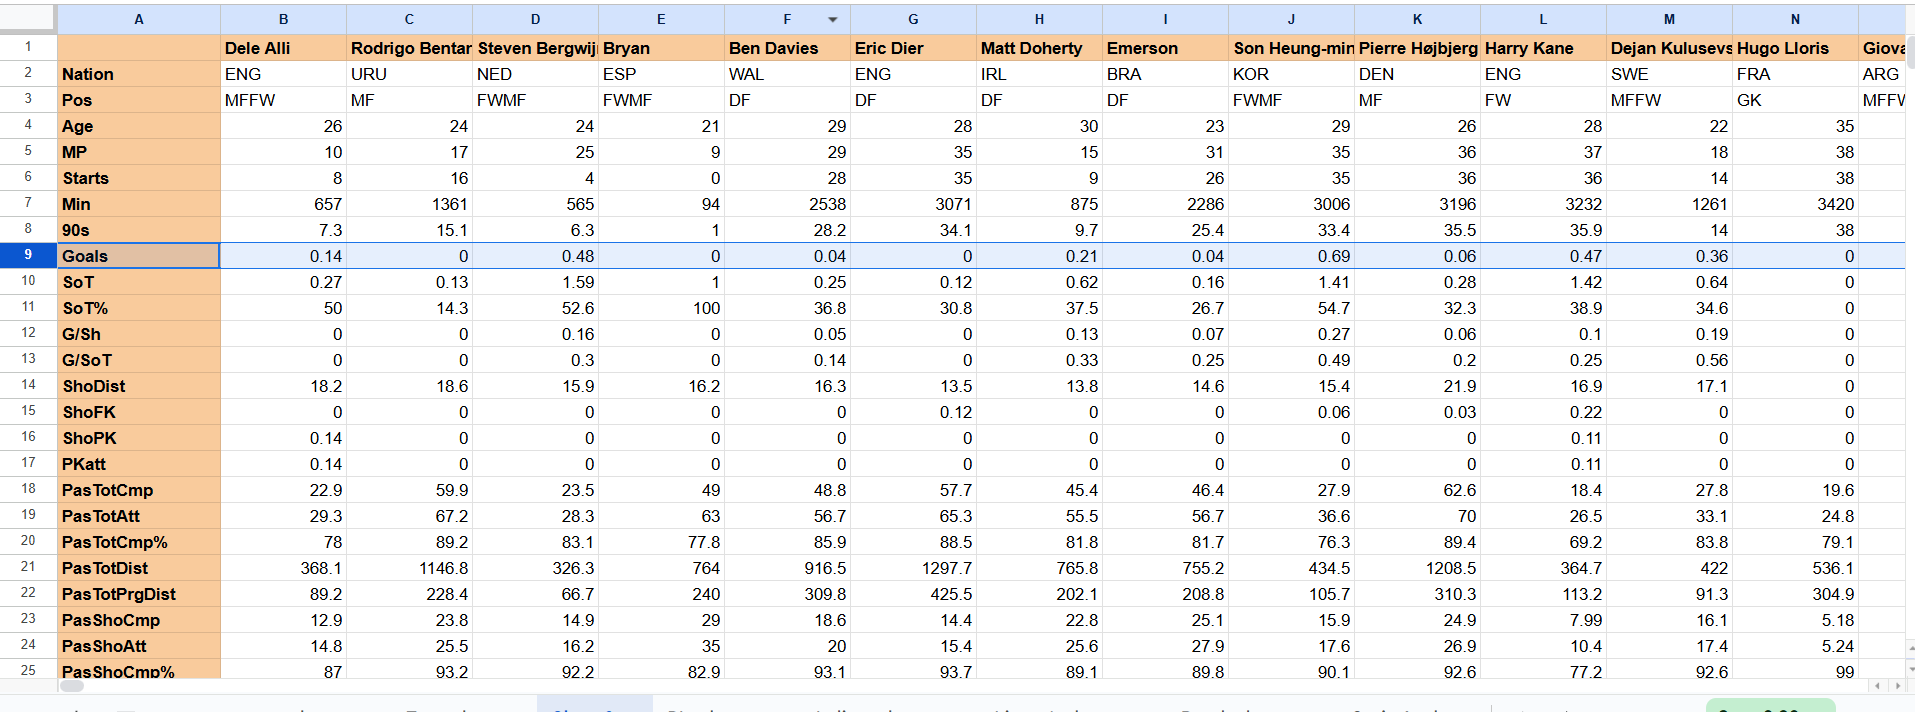 A B C D E F G H I J K L M N
1 Dele Alli Rodrigo Bentar Steven Bergwij Bryan Ben Davies Eric Dier Matt Doherty Emerson Son Heung-min Pierre Højbjerg Harry Kane Dejan Kulusevs Hugo Lloris Giova
2 Nation ENG URU NED ESP WAL ENG IRL BRA KOR DEN ENG SWE FRA ARG
3 Pos MFFW MF FWMF FWMF DF DF DF DF FWMF MF FW MFFW GK MFFW
4 Age 26 24 24 21 29 28 30 23 29 26 28 22 35
5 MP 10 17 25 9 29 35 15 31 35 36 37 18 38
6 Starts 8 16 4 0 28 35 9 26 35 36 36 14 38
7 Min 657 1361 565 94 2538 3071 875 2286 3006 3196 3232 1261 3420
8 90s 7.3 15.1 6.3 1 28.2 34.1 9.7 25.4 33.4 35.5 35.9 14 38
9 Goals 0.14 0 0.48 0 0.04 0 0.21 0.04 0.69 0.06 0.47 0.36 0
10 SoT 0.27 0.13 1.59 1 0.25 0.12 0.62 0.16 1.41 0.28 1.42 0.64 0
11 SoT% 50 14.3 52.6 100 36.8 30.8 37.5 26.7 54.7 32.3 38.9 34.6 0
12 G/Sh 0 0 0.16 0 0.05 0 0.13 0.07 0.27 0.06 0.1 0.19 0
13 G/SoT 0 0 0.3 0 0.14 0 0.33 0.25 0.49 0.2 0.25 0.56 0
14 ShoDist 18.2 18.6 15.9 16.2 16.3 13.5 13.8 14.6 15.4 21.9 16.9 17.1 0
15 ShoFK 0 0 0 0 0 0.12 0 0 0.06 0.03 0.22 0 0
16 ShoPK 0.14 0 0 0 0 0 0 0 0 0 0.11 0 0
17 PKatt 0.14 0 0 0 0 0 0 0 0 0 0.11 0 0
18 PasTotCmp 22.9 59.9 23.5 49 48.8 57.7 45.4 46.4 27.9 62.6 18.4 27.8 19.6
19 PasTotAtt 29.3 67.2 28.3 63 56.7 65.3 55.5 56.7 36.6 70 26.5 33.1 24.8
20 PasTotCmp% 78 89.2 83.1 77.8 85.9 88.5 81.8 81.7 76.3 89.4 69.2 83.8 79.1
21 PasTotDist 368.1 1146.8 326.3 764 916.5 1297.7 765.8 755.2 434.5 1208.5 364.7 422 536.1
22 PasTotPrgDist 89.2 228.4 66.7 240 309.8 425.5 202.1 208.8 105.7 310.3 113.2 91.3 304.9
23 PasShoCmp 12.9 23.8 14.9 29 18.6 14.4 22.8 25.1 15.9 24.9 7.99 16.1 5.18
24 PasShoAtt 14.8 25.5 16.2 35 20 15.4 25.6 27.9 17.6 26.9 10.4 17.4 5.24
25 PasShoCmp% 87 93.2 92.2 82.9 93.1 93.7 89.1 89.8 90.1 92.6 77.2 92.6 99